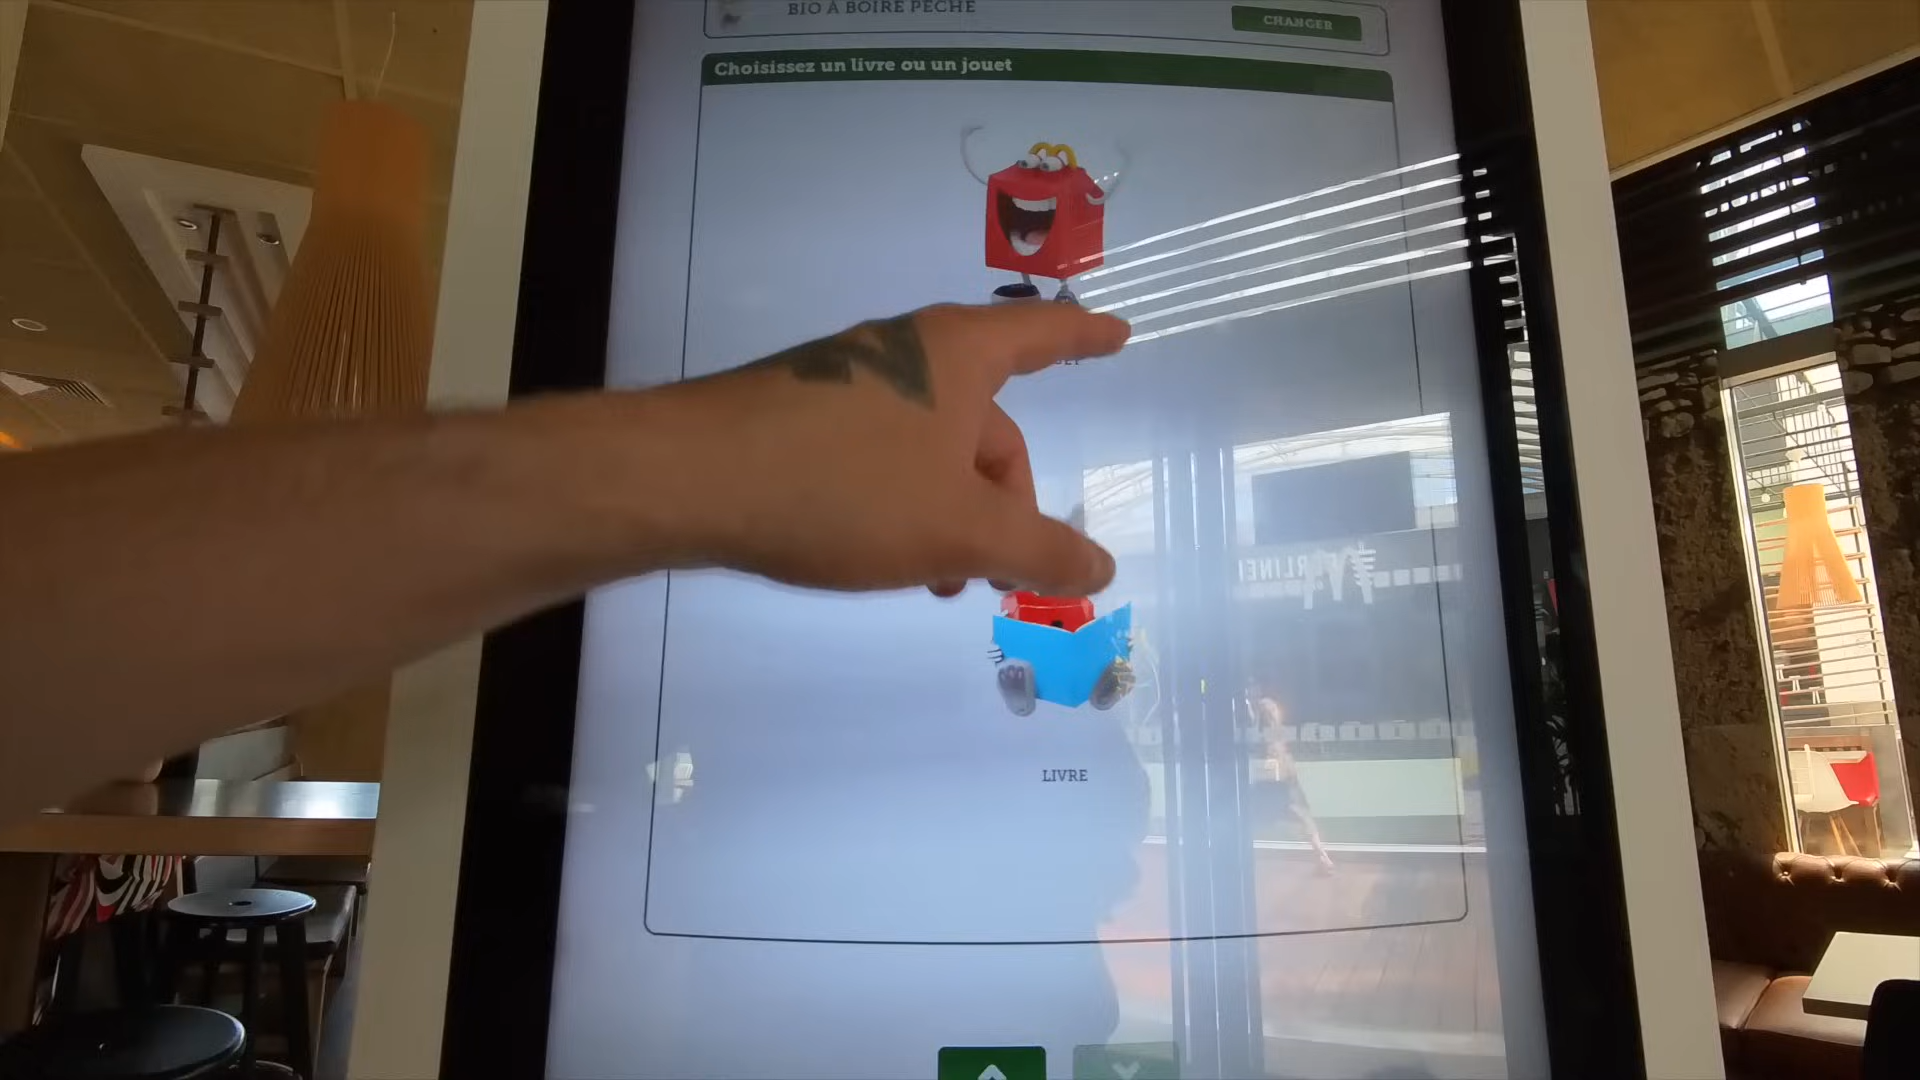 BIO À BOIRE PÊCHE
CHANGER
Choisissez un livre ou un jouet
LIVRE